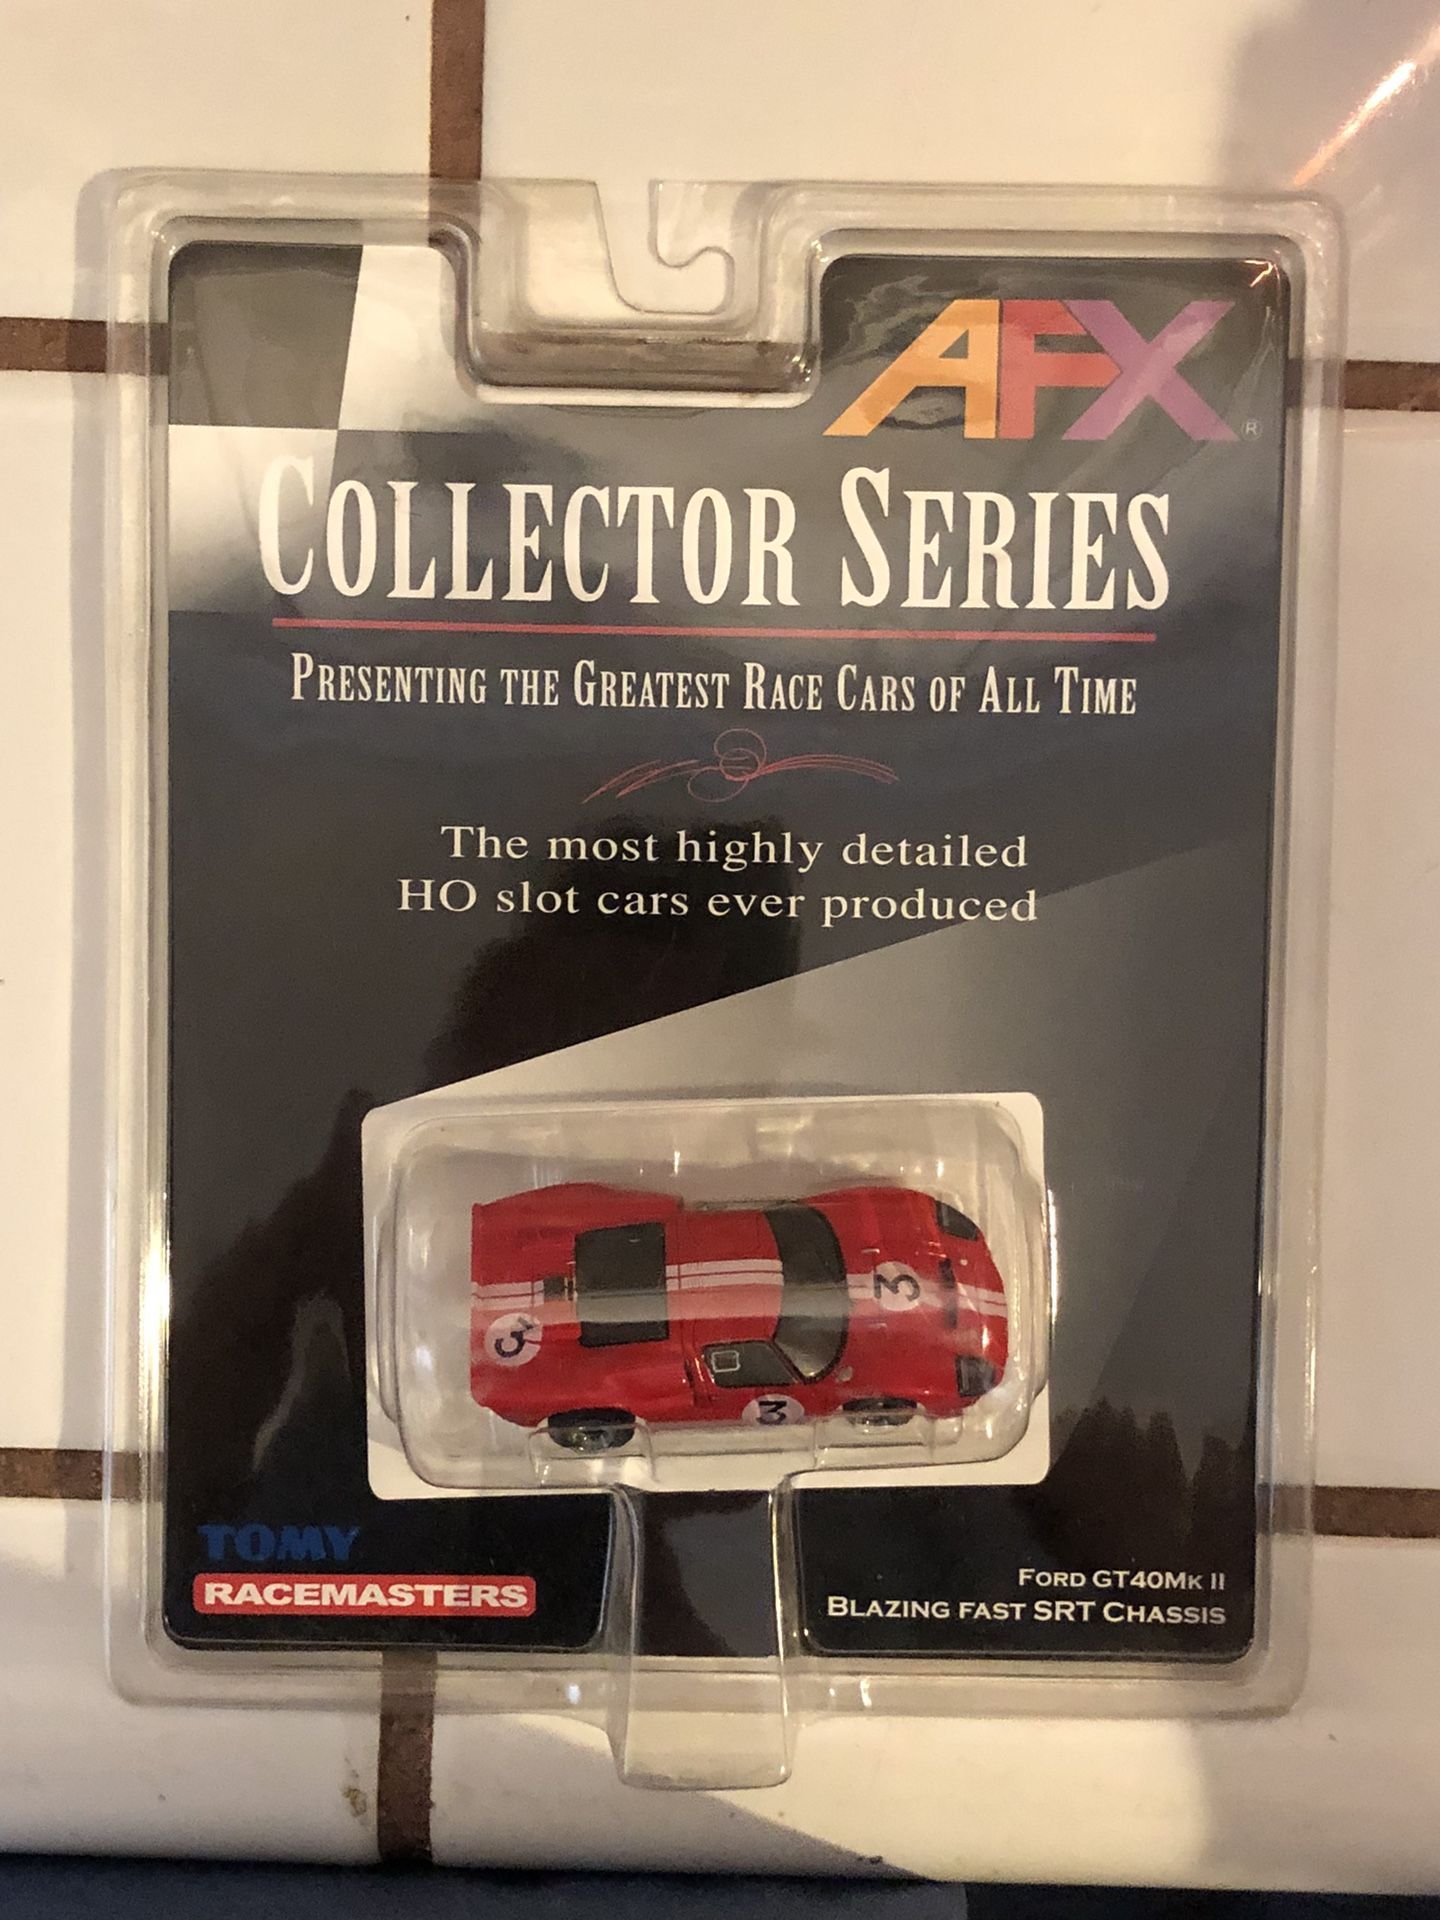 AFX®
COLLECTOR SERIES
PRESENTING THE GREATEST RACE CARS OF ALL TIME
The most highly detailed
HO slot cars ever produced
3
3
3
TOMY
RACEMASTERS
FORD GT40MK II
BLAZING FAST SRT CHASSIS